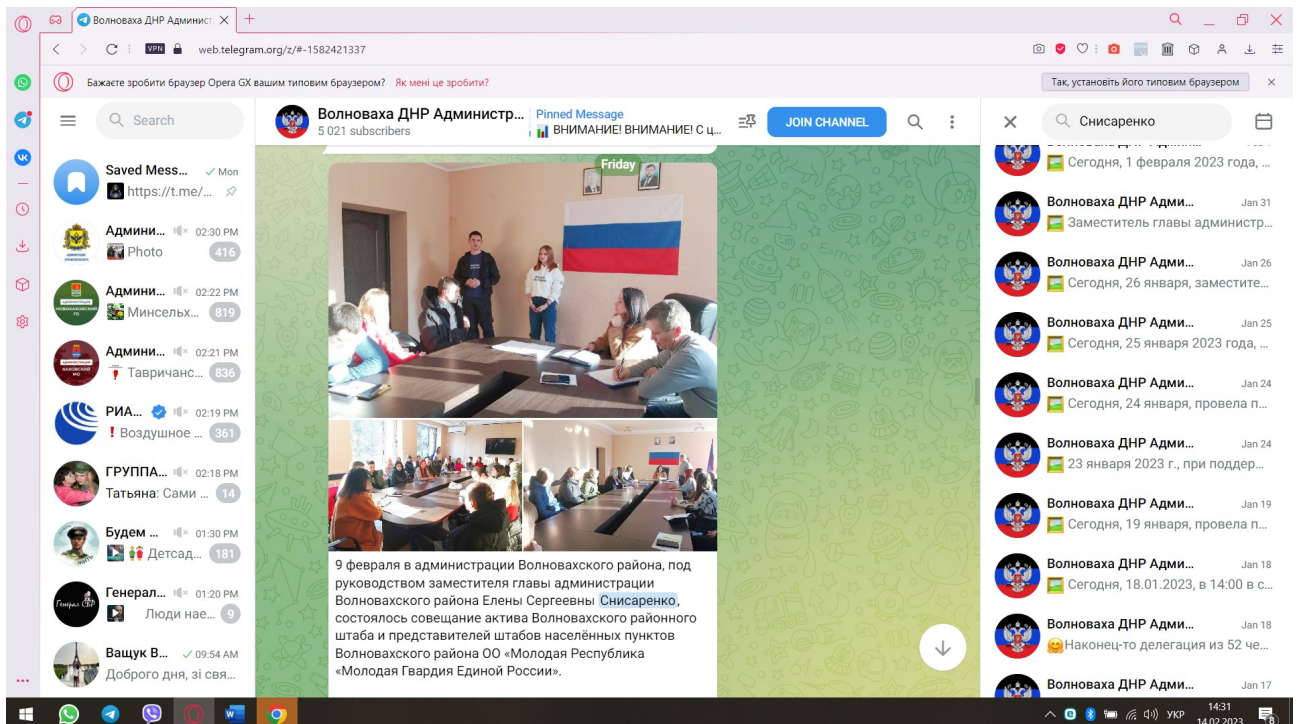 Волноваха ДНР Админист
VPN web.telegram.org/z/#-1582421337
Бажаєте зробити браузер Opera GX вашим типовим браузером? Як мені це зробити?
Так, установіть його типовим браузером
Search
Saved Mess... Mon
https://t.me/...
Админи... 02:30 PM
Photo 416
Админи... 02:22 PM
Минсельх... 819
Админи... 02:21 PM
Тавричанс... 836
РИА... 02:19 PM
Воздушное ... 361
ГРУППА... 02:18 PM
Татьяна: Сами ... 14
Будем ... 01:30 PM
Детсад... 181
Генерал... 01:20 PM
Люди нае... 9
Ващук В... 09:54 AM
Доброго дня, зі свя...
Волноваха ДНР Администр...
5 021 subscribers
Pinned Message
ВНИМАНИЕ! ВНИМАНИЕ! С ц...
JOIN CHANNEL
Friday
9 февраля в администрации Волновахского района, под
руководством заместителя главы администрации
Волновахского района Елены Сергеевны Снисаренко,
состоялось совещание актива Волновахского районного
штаба и представителей штабов населённых пунктов
Волновахского района ОО «Молодая Республика
«Молодая Гвардия Единой России».
Снисаренко
Сегодня, 1 февраля 2023 года, ...
Волноваха ДНР Адми... Jan 31
Заместитель главы администр...
Волноваха ДНР Адми... Jan 26
Сегодня, 26 января, заместите...
Волноваха ДНР Адми... Jan 25
Сегодня, 25 января 2023 года, ...
Волноваха ДНР Адми... Jan 24
Сегодня, 24 января, провела п...
Волноваха ДНР Адми... Jan 24
23 января 2023 г., при поддер...
Волноваха ДНР Адми... Jan 19
Сегодня, 19 января, провела п...
Волноваха ДНР Адми... Jan 18
Сегодня, 18.01.2023, в 14:00 в с...
Волноваха ДНР Адми... Jan 18
Наконец-то делегация из 52 че...
Волноваха ДНР Адми... Jan 17
УКР
14:31
14.02.2023